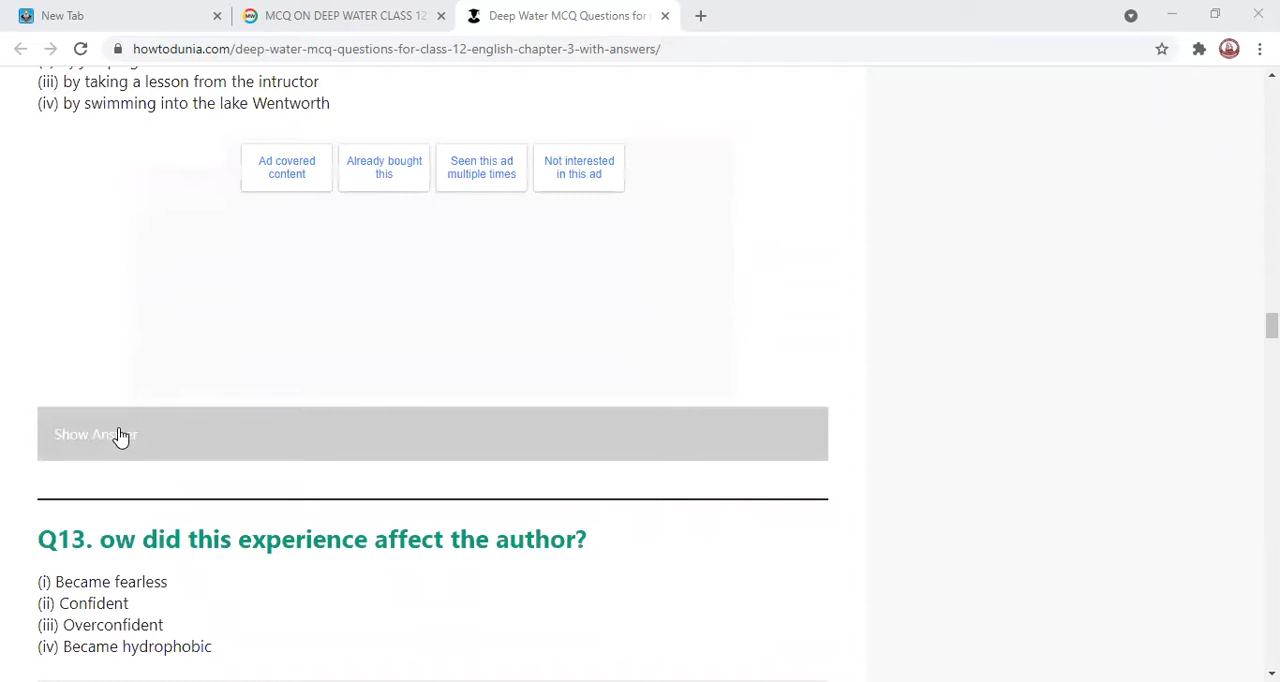 New Tab
MCQ ON DEEP WATER CLASS 12
Deep Water MCQ Questions for
howtodunia.com/deep-water-mcq-questions-for-class-12-english-chapter-3-with-answers/
(iii) by taking a lesson from the intructor
(iv) by swimming into the lake Wentworth
Ad covered content
Already bought this
Seen this ad multiple times
Not interested in this ad
Show Answer
Q13. ow did this experience affect the author?
(i) Became fearless
(ii) Confident
(iii) Overconfident
(iv) Became hydrophobic